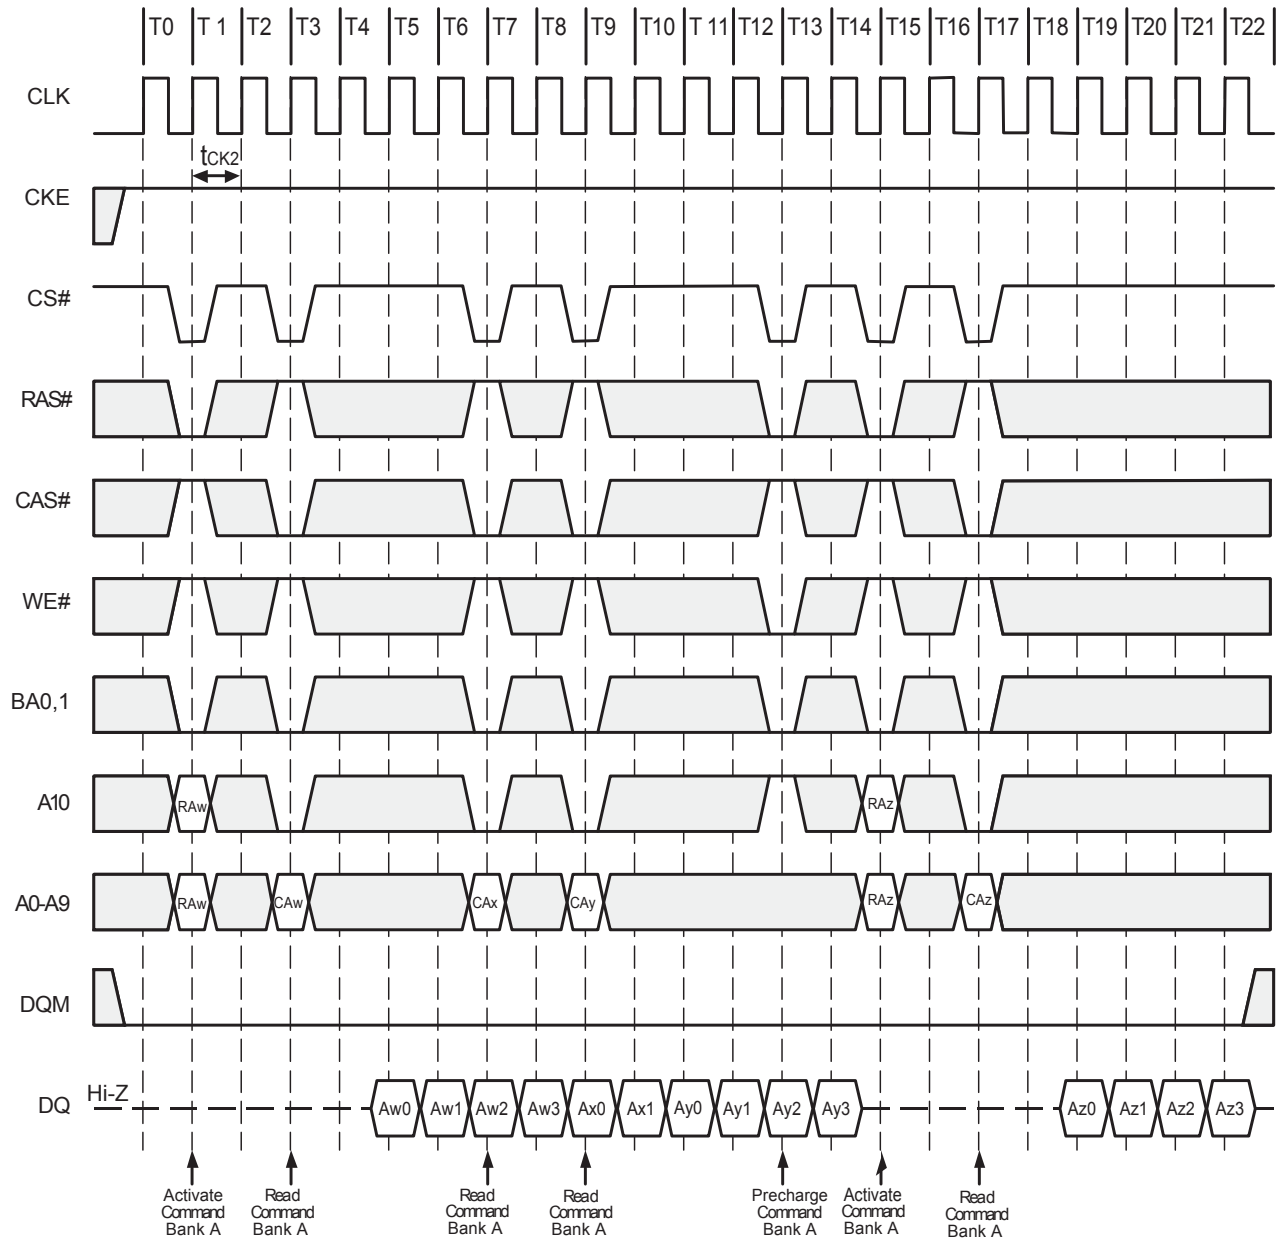 T0 T 1 T2 T3 T4 T5 T6 T7 T8 T9 T10 T 11 T12 T13 T14 T15 T16 T17 T18 T19 T20 T21 T22
CLK
tCK2
CKE
CS#
RAS#
CAS#
WE#
BA0,1
A10 RAw RAz
A0-A9 RAw CAw CAx CAy RAz CAz
DQM
Hi-Z
DQ Aw0 Aw1 Aw2 Aw3 Ax0 Ax1 Ay0 Ay1 Ay2 Ay3 Az0 Az1 Az2 Az3
Activate
Command
Bank A
Read
Command
Bank A
Read
Command
Bank A
Read
Command
Bank A
Precharge
Command
Bank A
Activate
Command
Bank A
Read
Command
Bank A